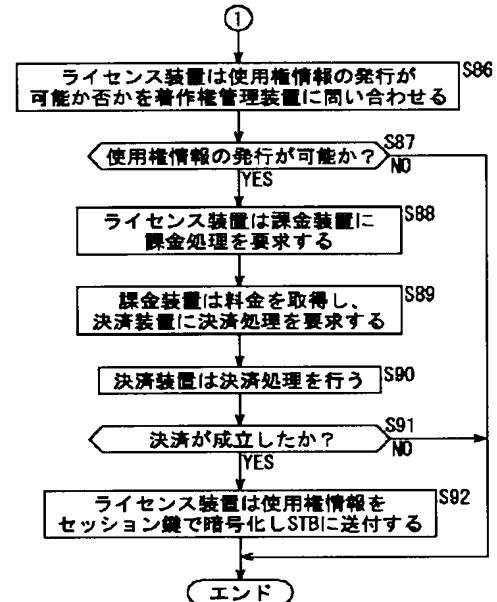 1
S86
ライセンス装置は使用権情報の発行が
可能か否かを著作権管理装置に問い合わせる
S87
使用権情報の発行が可能か？
NO
YES
S88
ライセンス装置は課金装置に
課金処理を要求する
S89
課金装置は料金を取得し、
決済装置に決済処理を要求する
S90
決済装置は決済処理を行う
S91
決済が成立したか？
NO
YES
S92
ライセンス装置は使用権情報を
セッション鍵で暗号化しSTBに送付する
エンド